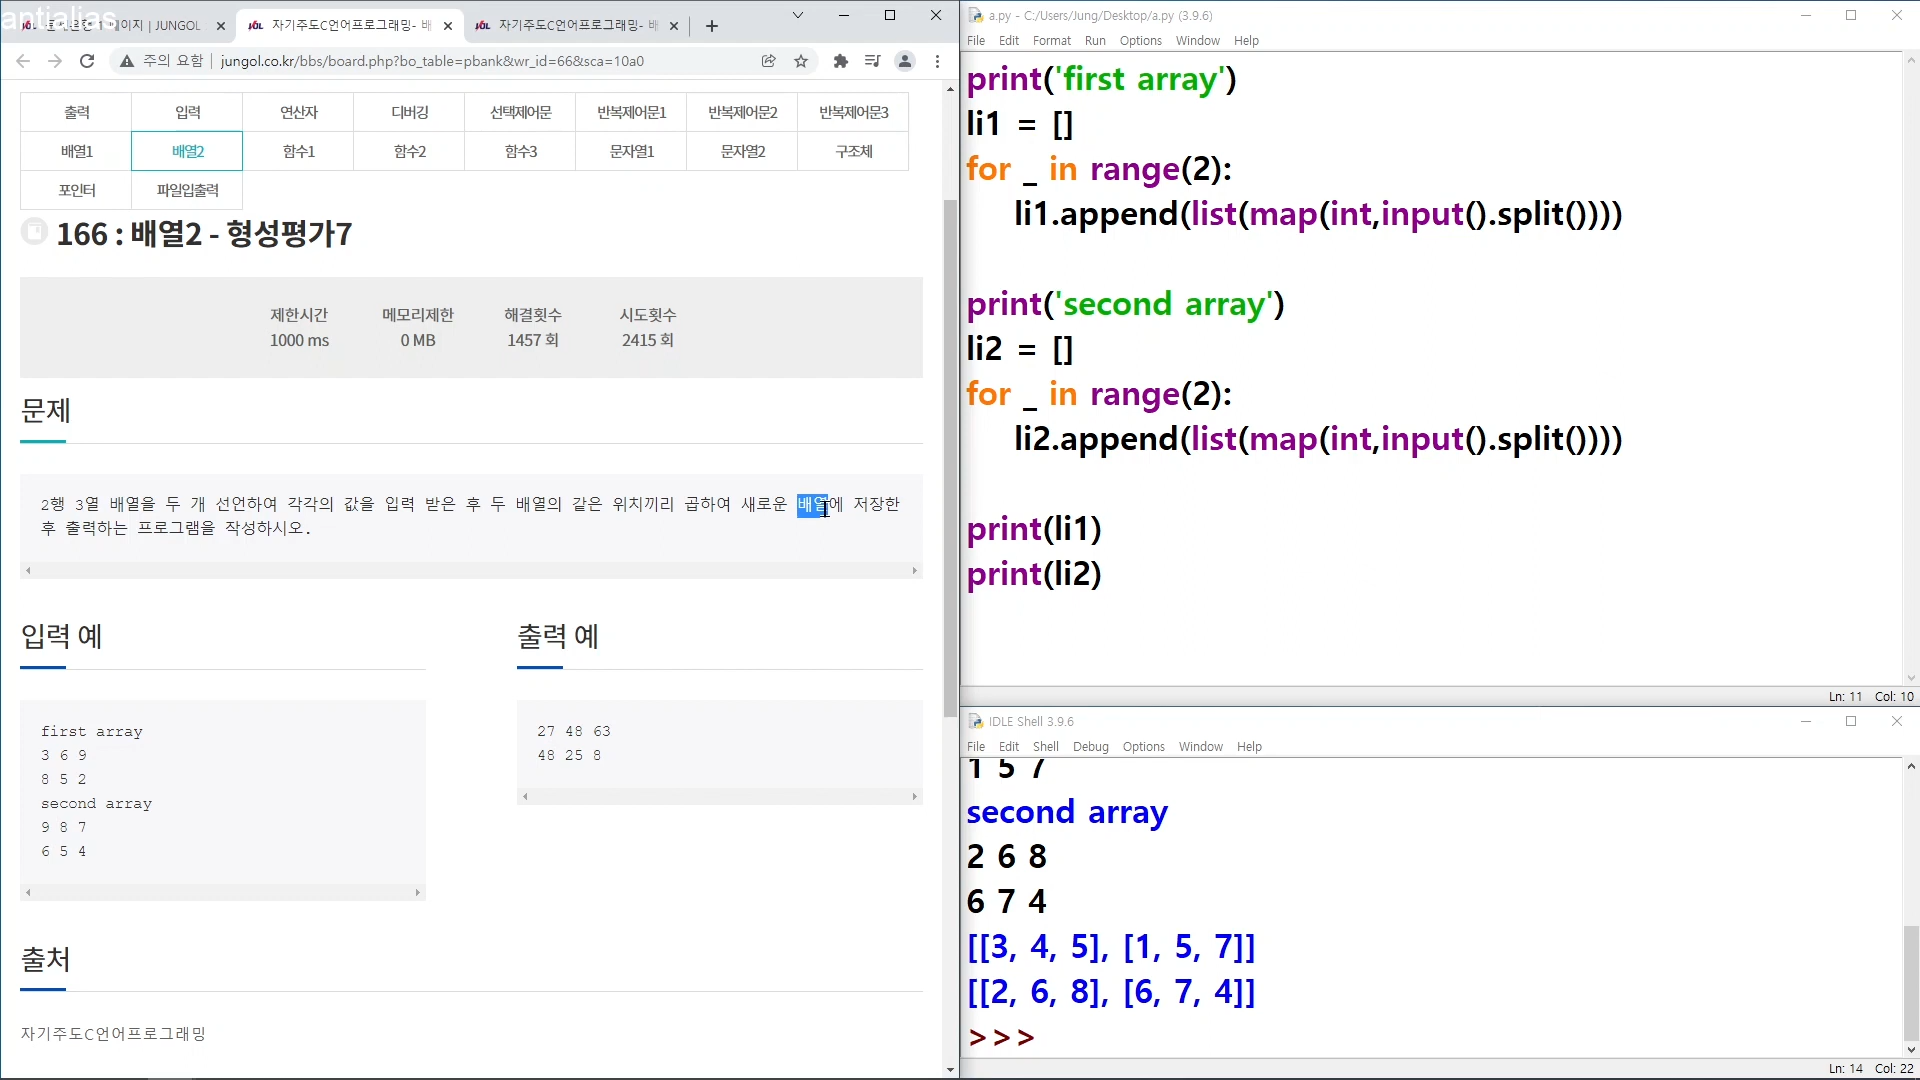 antialias
자기주도C언어프로그래밍- 배
자기주도C언어프로그래밍- 배
주의 요함
jungol.co.kr/bbs/board.php?bo_table=pbank&wr_id=66&sca=10a0
출력 입력 연산자 디버깅 선택제어문 반복제어문1 반복제어문2 반복제어문3
배열1 배열2 함수1 함수2 함수3 문자열1 문자열2 구조체
포인터 파일입출력
166 : 배열2 - 형성평가7
제한시간 메모리제한 해결횟수 시도횟수
1000 ms 0 MB 1457 회 2415 회
문제
2행 3열 배열을 두 개 선언하여 각각의 값을 입력 받은 후 두 배열의 같은 위치끼리 곱하여 새로운 배열에 저장한
후 출력하는 프로그램을 작성하시오.
입력 예
first array
3 6 9
8 5 2
second array
9 8 7
6 5 4
출력 예
27 48 63
48 25 8
출처
자기주도C언어프로그래밍
a.py - C:/Users/Jung/Desktop/a.py (3.9.6)
File Edit Format Run Options Window Help
print('first array')
li1 = []
for _ in range(2):
li1.append(list(map(int,input().split())))
print('second array')
li2 = []
for _ in range(2):
li2.append(list(map(int,input().split())))
print(li1)
print(li2)
Ln: 11 Col: 10
IDLE Shell 3.9.6
File Edit Shell Debug Options Window Help
1 5 7
second array
2 6 8
6 7 4
[[3, 4, 5], [1, 5, 7]]
[[2, 6, 8], [6, 7, 4]]
>>>
Ln: 14 Col: 22